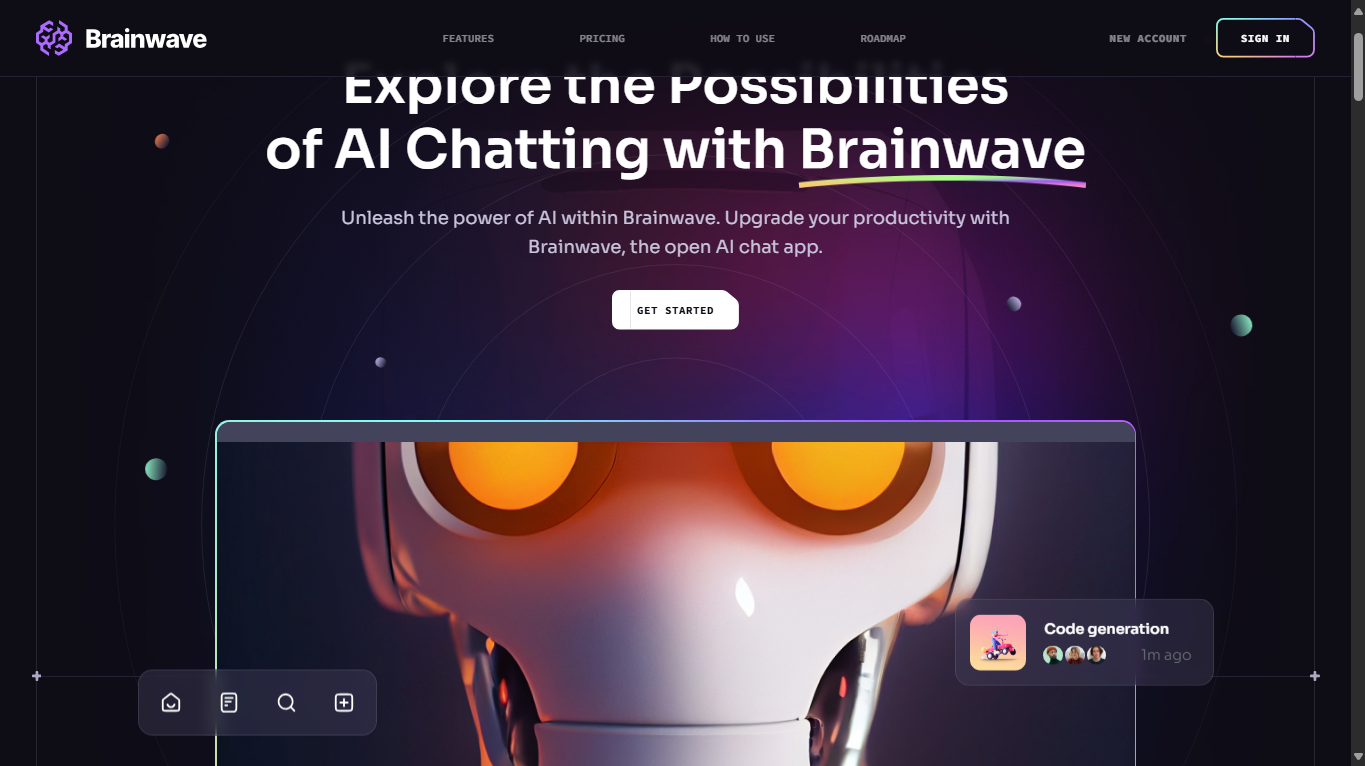 Brainwave
FEATURES
PRICING
HOW TO USE
ROADMAP
NEW ACCOUNT
SIGN IN
Explore the Possibilities
of AI Chatting with Brainwave
Unleash the power of AI within Brainwave. Upgrade your productivity with
Brainwave, the open AI chat app.
GET STARTED
Code generation
1m ago